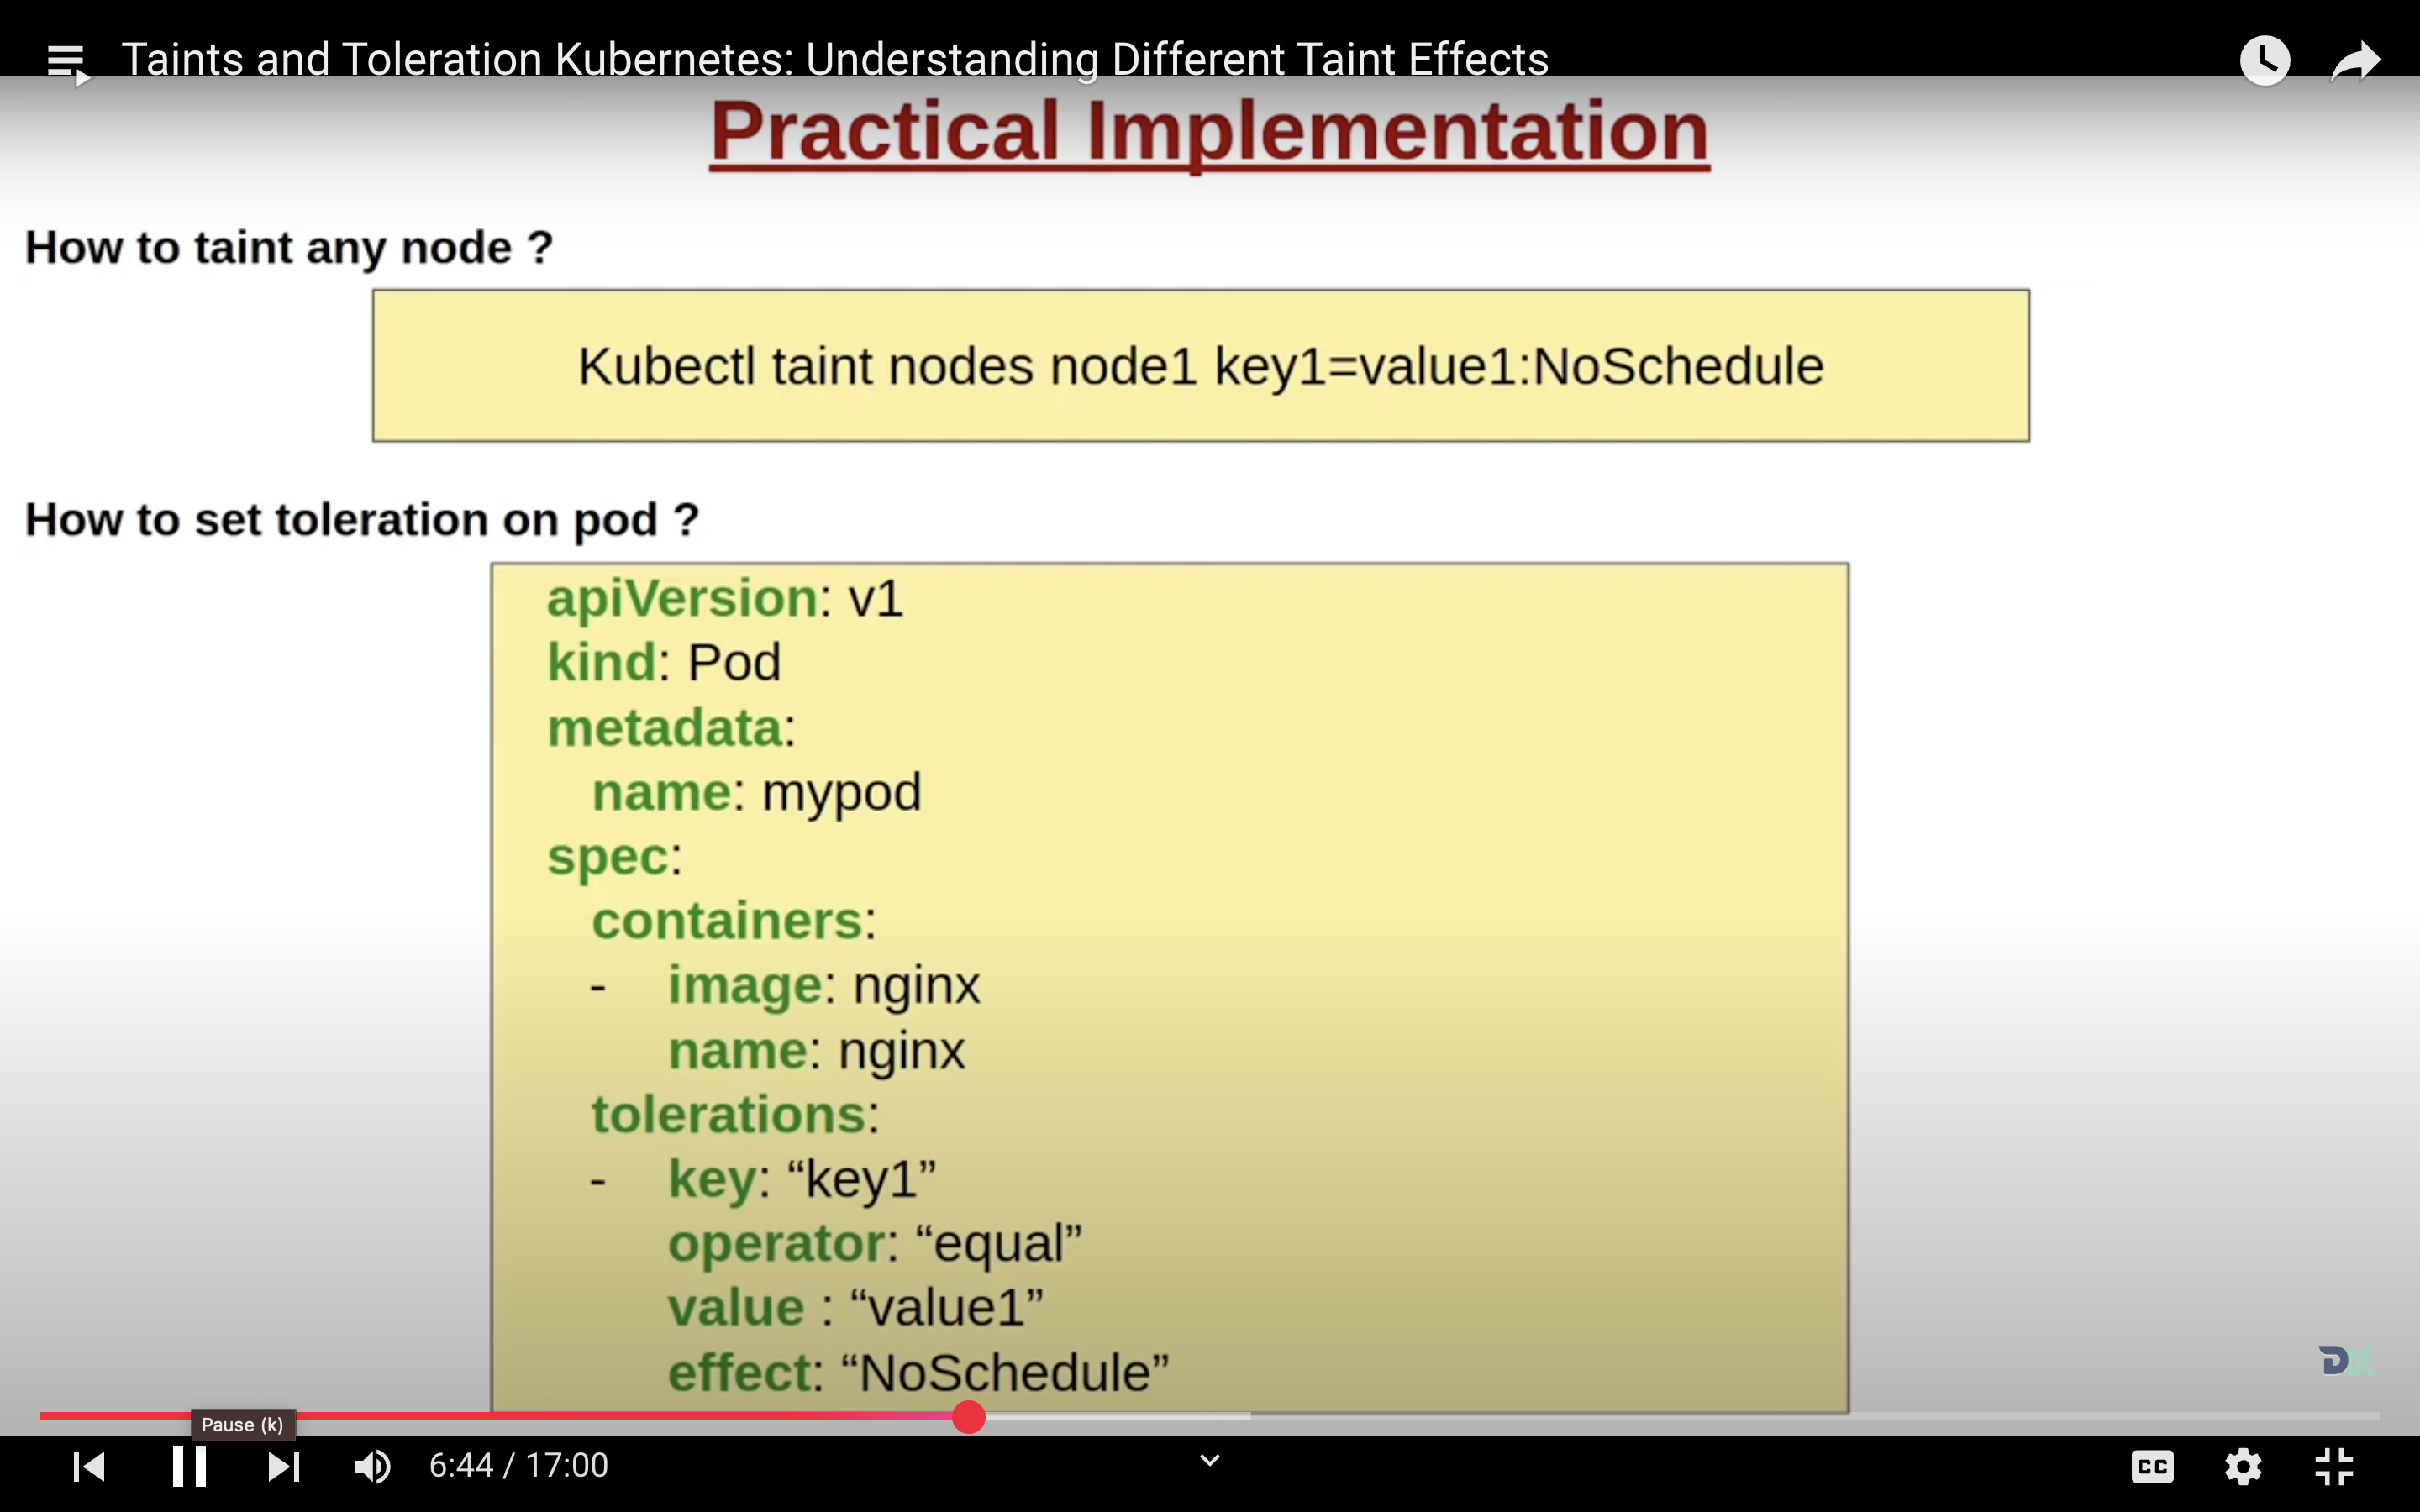 Taints and Toleration Kubernetes: Understanding Different Taint Effects
Practical Implementation
How to taint any node ?
Kubectl taint nodes node1 key1=value1:NoSchedule
How to set toleration on pod ?
apiVersion: v1
kind: Pod
metadata:
name: mypod
spec:
containers:
- image: nginx
name: nginx
tolerations:
- key: “key1”
operator: “equal”
value : “value1”
effect: “NoSchedule”
DX
Pause (k)
6:44 / 17:00
CC